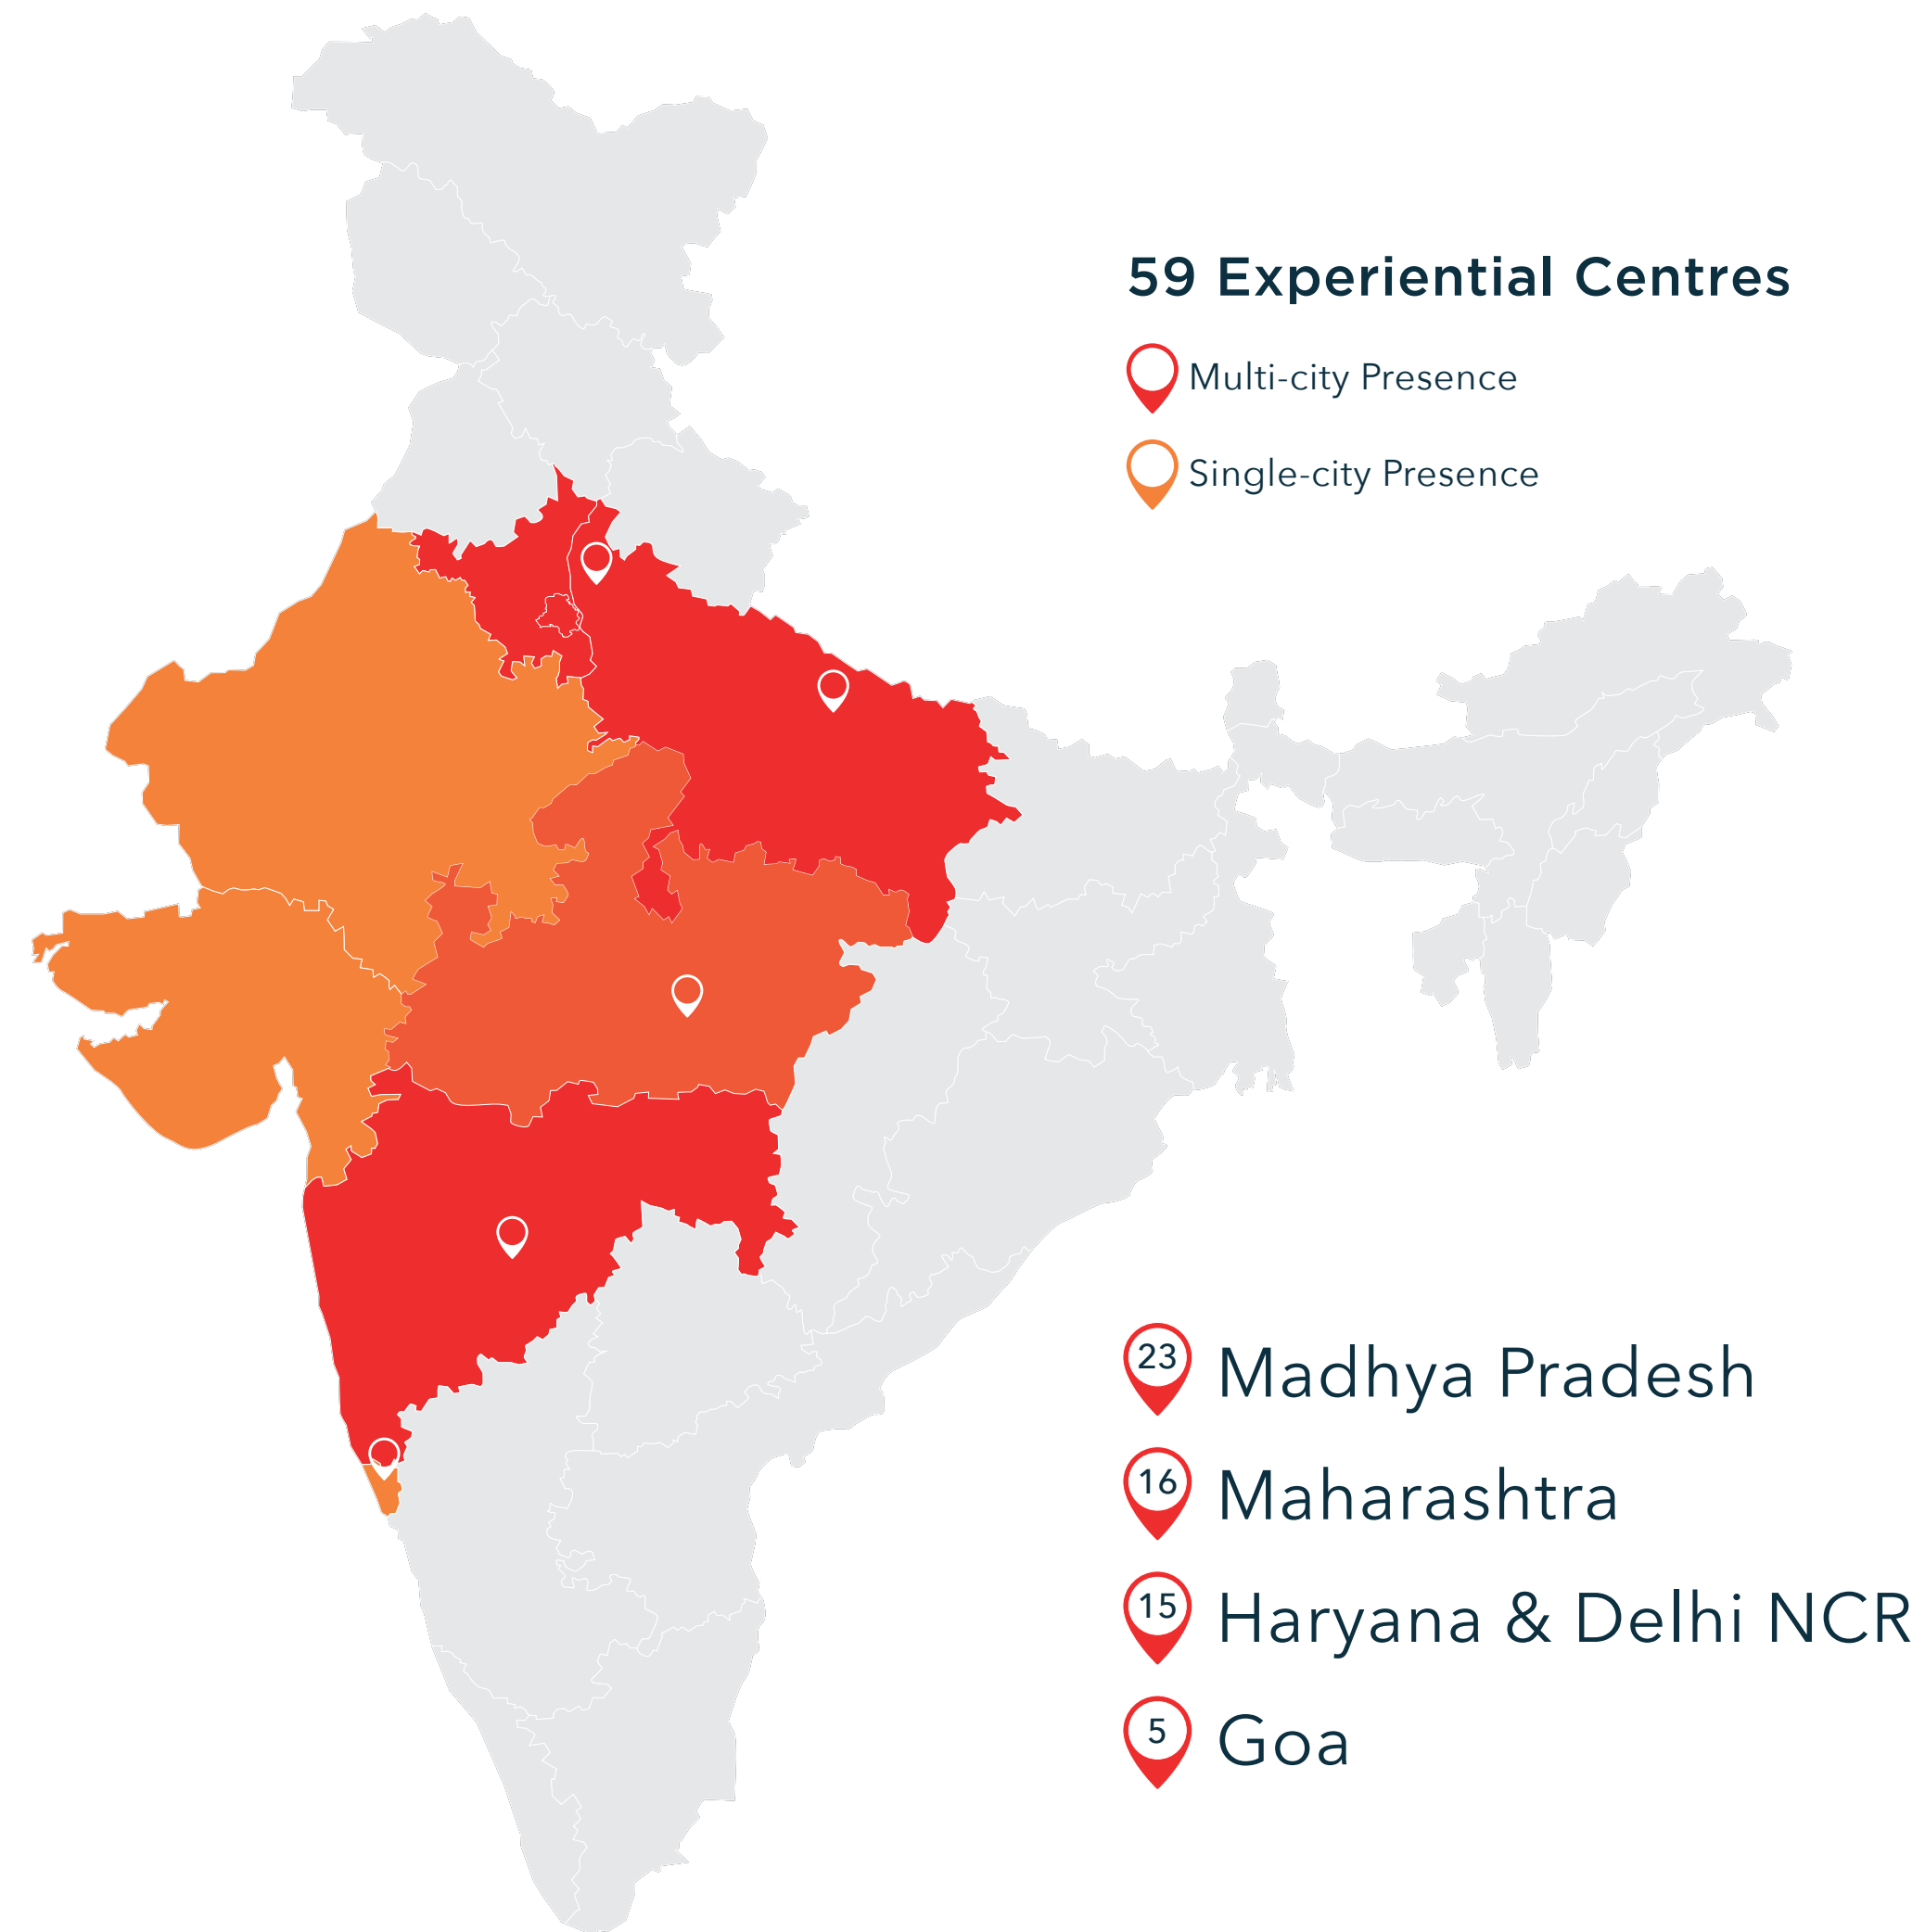 59 Experiential Centres
Multi-city Presence
Single-city Presence
23 Madhya Pradesh
16 Maharashtra
15 Haryana & Delhi NCR
5 Goa